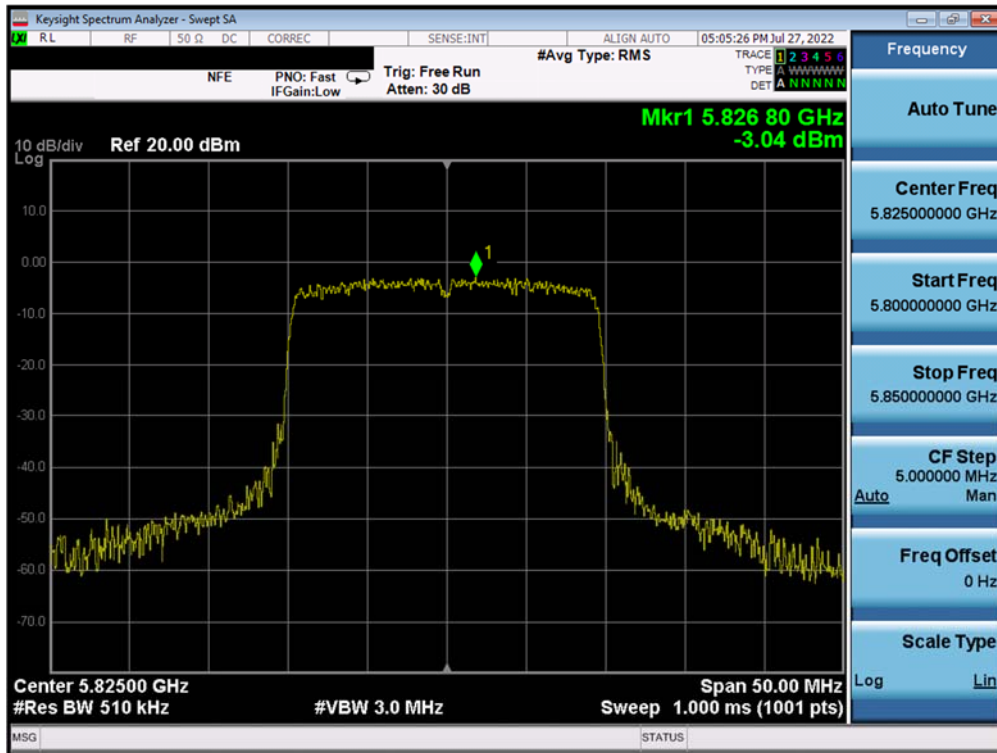 Keysight Spectrum Analyzer - Swept SA
LXI RL RF 50 Ω DC CORREC SENSE:INT ALIGN AUTO 05:05:26 PM Jul 27, 2022
NFE PNO: Fast Trig: Free Run #Avg Type: RMS TRACE 1 2 3 4 5 6
IFGain:Low Atten: 30 dB TYPE A WWWWW
DET A N N N N N
Mkr1 5.826 80 GHz
-3.04 dBm
10 dB/div Ref 20.00 dBm
Log
10.0
0.00
-10.0
-20.0
-30.0
-40.0
-50.0
-60.0
-70.0
1
Center 5.82500 GHz Span 50.00 MHz
#Res BW 510 kHz #VBW 3.0 MHz Sweep 1.000 ms (1001 pts)
MSG STATUS
Frequency
Auto Tune
Center Freq
5.825000000 GHz
Start Freq
5.800000000 GHz
Stop Freq
5.850000000 GHz
CF Step
5.000000 MHz
Auto Man
Freq Offset
0 Hz
Scale Type
Log Lin